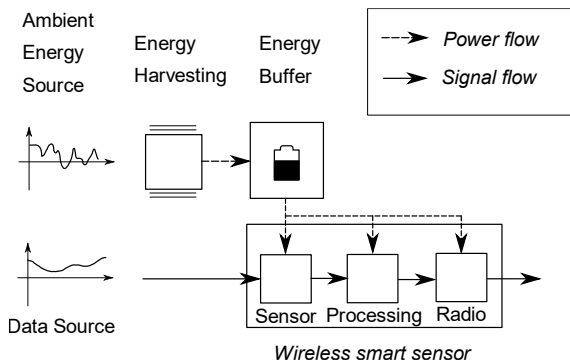 Ambient
Energy
Source
Energy
Harvesting
Energy
Buffer
Power flow
Signal flow
Data Source
Sensor Processing Radio
Wireless smart sensor